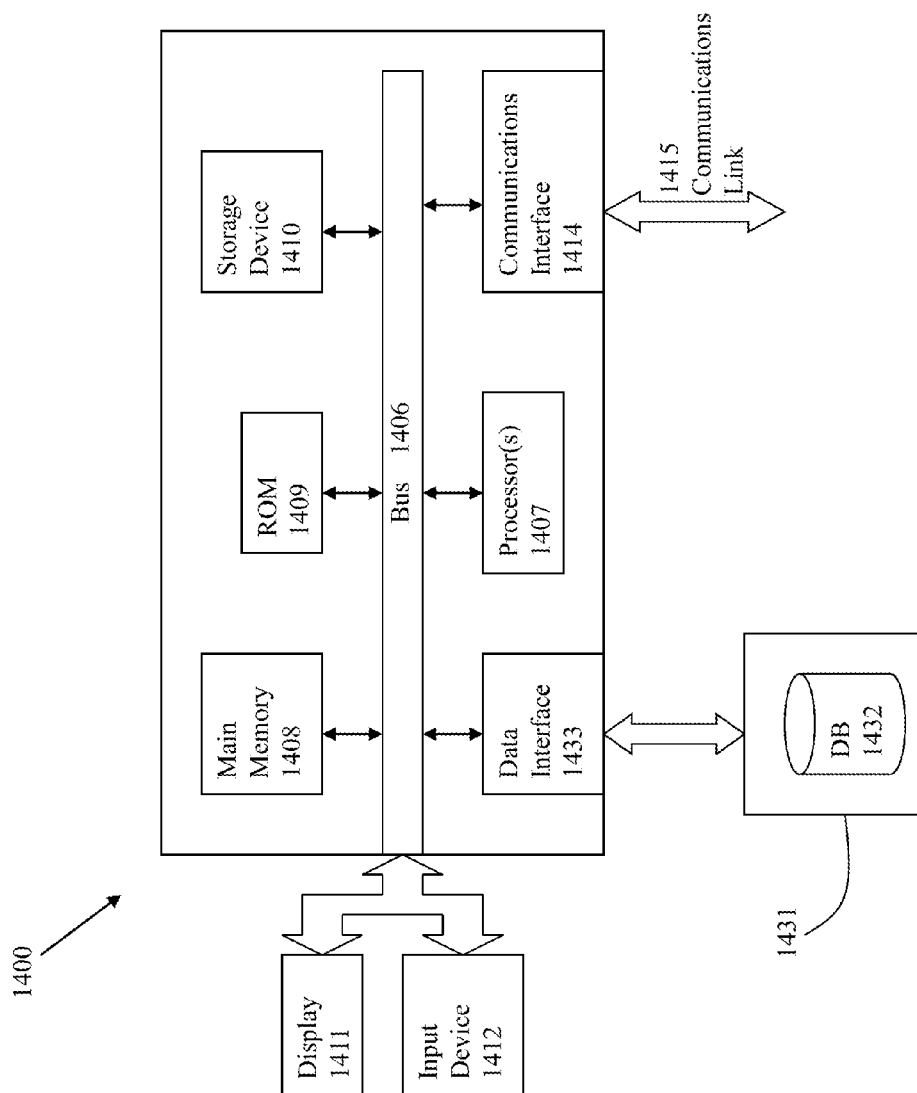 1400
Main
Memory
1408
ROM
1409
Storage
Device
1410
Display
1411
Bus 1406
Input
Device
1412
Data
Interface
1433
Processor(s)
1407
Communications
Interface
1414
1415
Communications
Link
DB
1432
1431